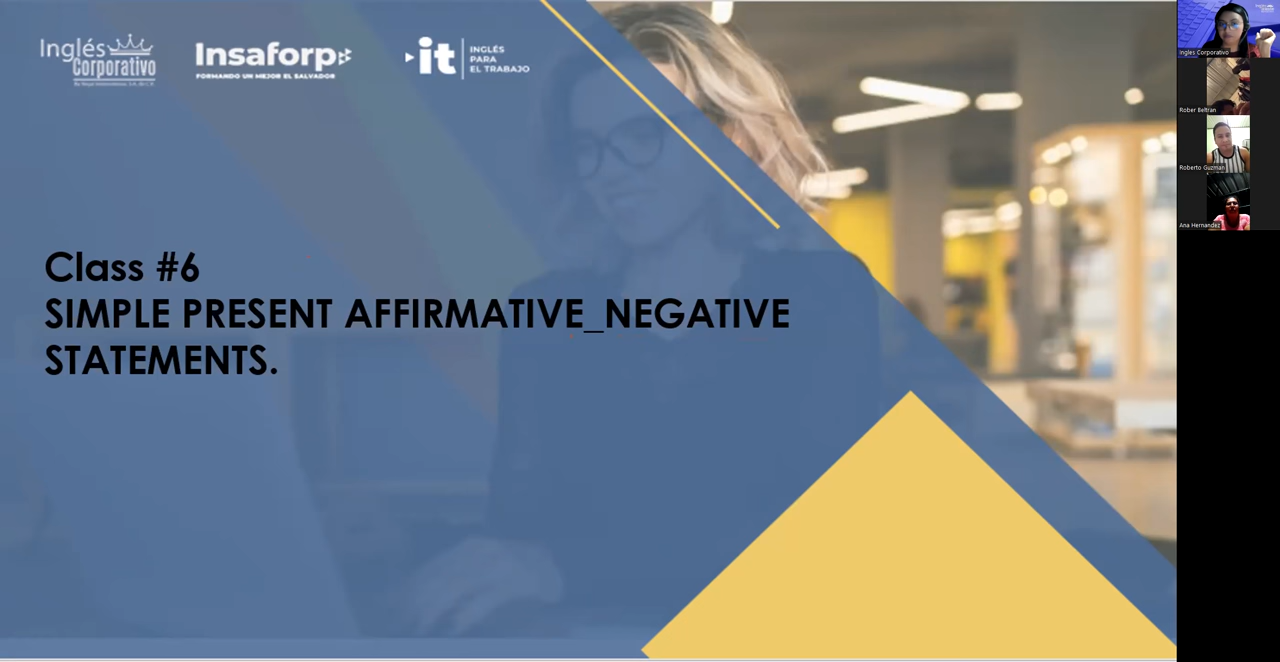 Inglés
Corporativo
Insaforp
FORMANDO UN MEJOR EL SALVADOR
it
INGLÉS
PARA
EL TRABAJO
Class #6
SIMPLE PRESENT AFFIRMATIVE_NEGATIVE
STATEMENTS.
Ingles Corporativo
Rober Beltran
Roberto Guzman
Ana Hernandez